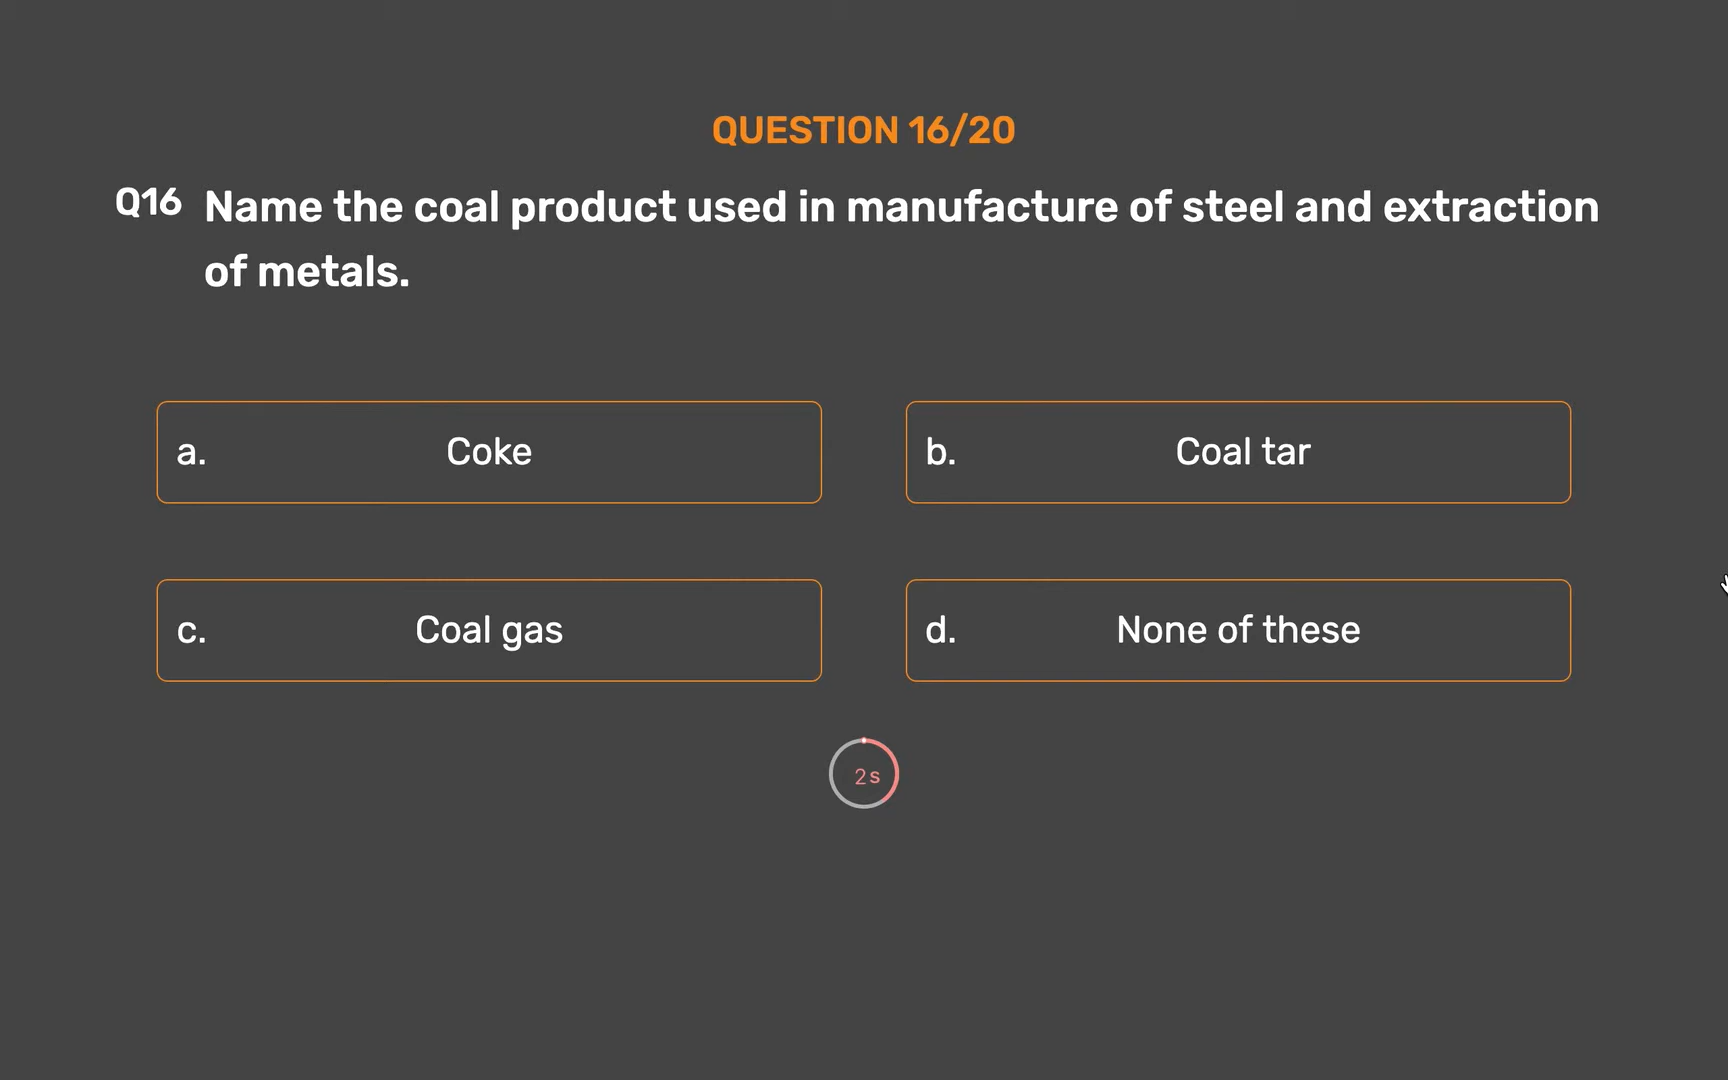 QUESTION 16/20
Q16 Name the coal product used in manufacture of steel and extraction
of metals.
a. Coke
b. Coal tar
c. Coal gas
d. None of these
2s